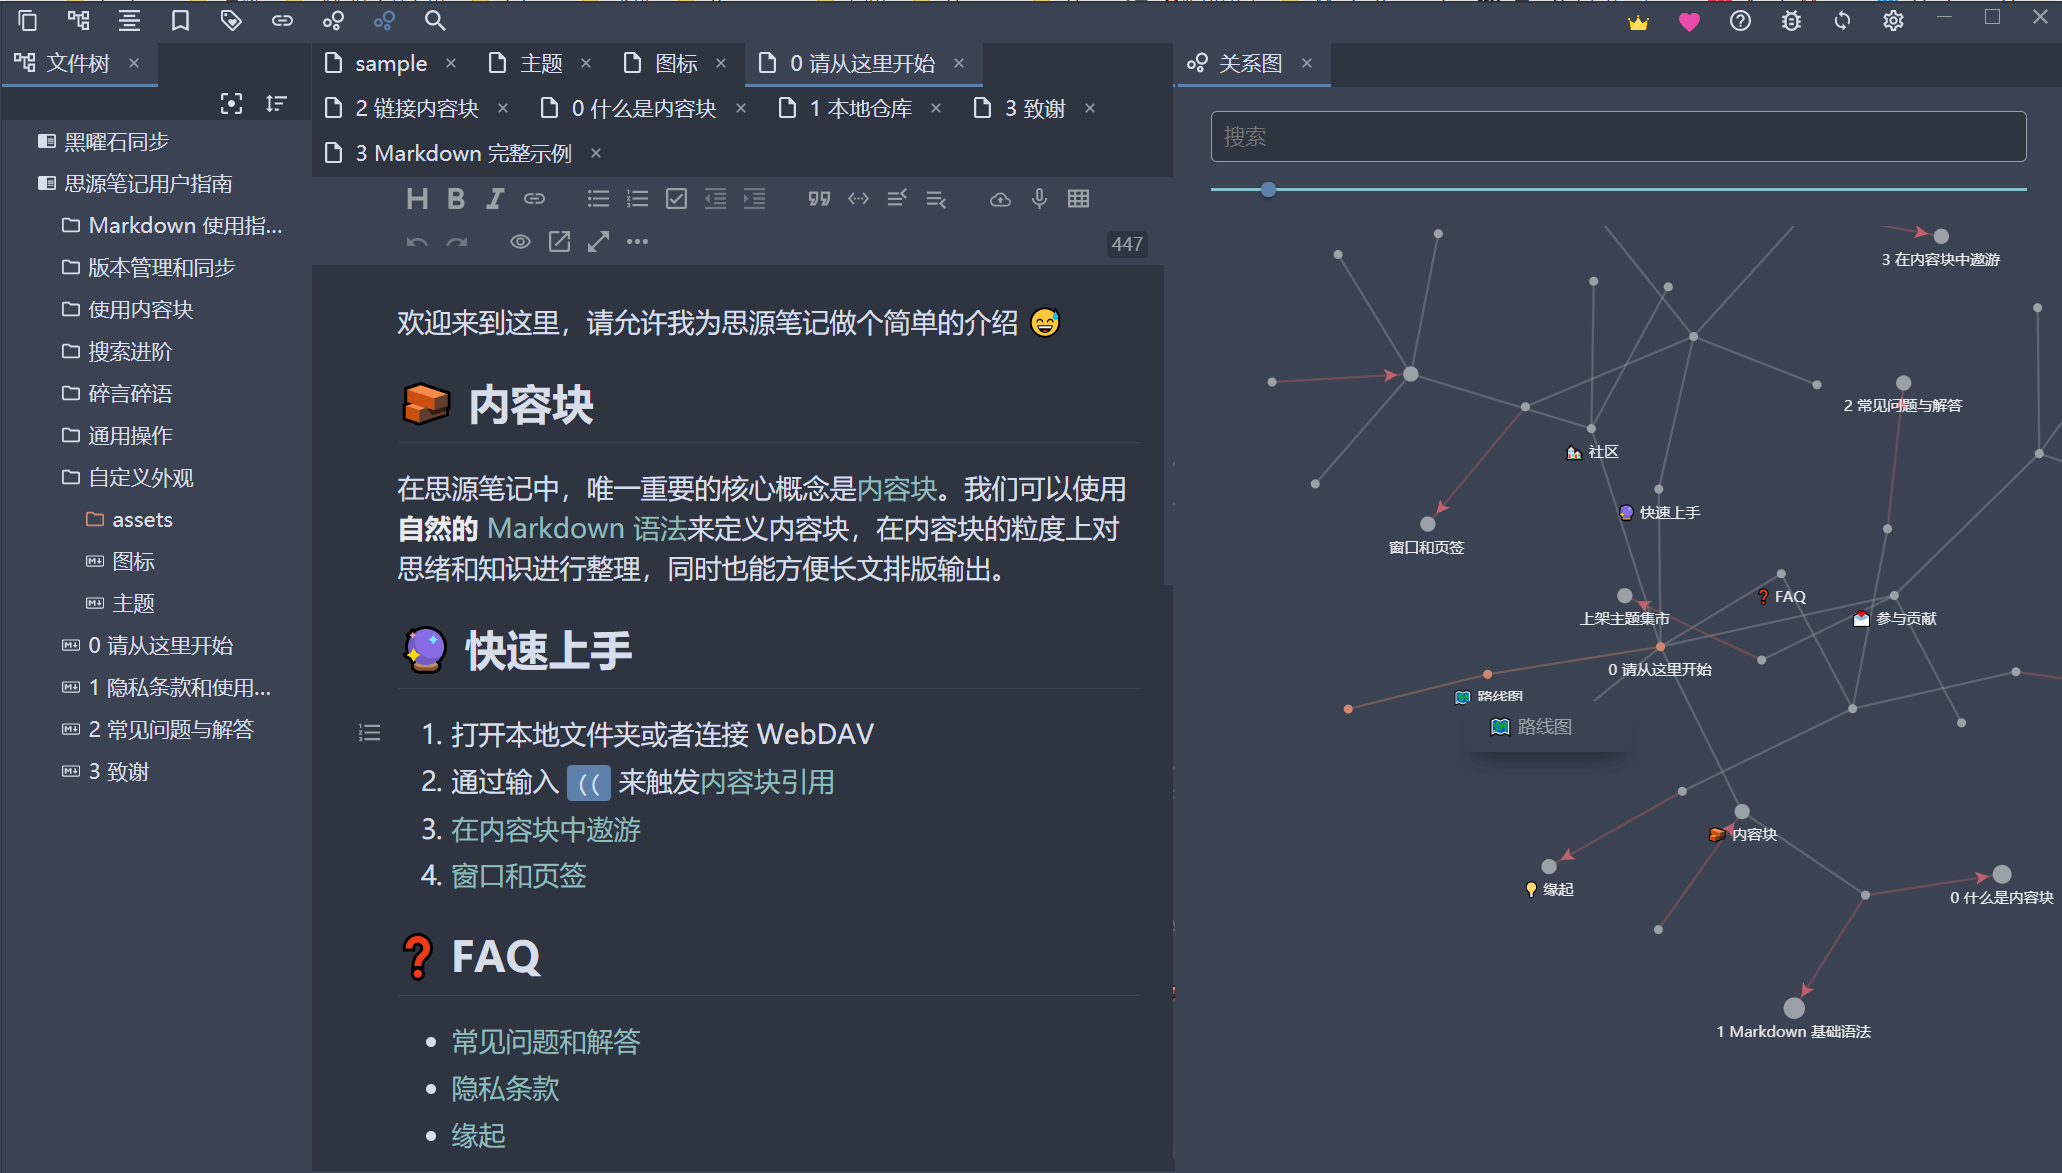 文件树
sample
主题
图标
0 请从这里开始
2 链接内容块
0 什么是内容块
1 本地仓库
3 致谢
3 Markdown 完整示例
关系图
黑曜石同步
思源笔记用户指南
Markdown 使用指...
版本管理和同步
使用内容块
搜索进阶
碎言碎语
通用操作
自定义外观
assets
图标
主题
0 请从这里开始
1 隐私条款和使用...
2 常见问题与解答
3 致谢
447
欢迎来到这里，请允许我为思源笔记做个简单的介绍 😅
内容块
在思源笔记中，唯一重要的核心概念是内容块。我们可以使用
自然的 Markdown 语法来定义内容块，在内容块的粒度上对
思绪和知识进行整理，同时也能方便长文排版输出。
快速上手
1. 打开本地文件夹或者连接 WebDAV
2. 通过输入 (( 来触发内容块引用
3. 在内容块中遨游
4. 窗口和页签
FAQ
常见问题和解答
隐私条款
缘起
搜索
3 在内容块中遨游
2 常见问题与解答
社区
快速上手
窗口和页签
FAQ
上架主题集市
参与贡献
0 请从这里开始
路线图
路线图
内容块
缘起
0 什么是内容块
1 Markdown 基础语法